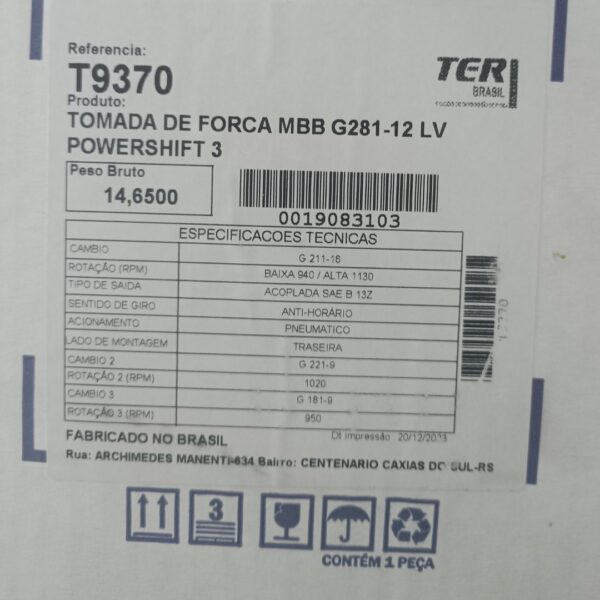 Referencia:
T9370
TER
BRASIL
Produto:
TOMADA DE FORCA MBB G281-12 LV
POWERSHIFT 3
Peso Bruto
14,6500
0019083103
ESPECIFICACOES TECNICAS
CAMBIO G 211-16
ROTAÇÃO (RPM) BAIXA 940 / ALTA 1130
TIPO DE SAIDA ACOPLADA SAE B 13Z
SENTIDO DE GIRO ANTI-HORÁRIO
ACIONAMENTO PNEUMATICO
LADO DE MONTAGEM TRASEIRA
CAMBIO 2 G 221-9
ROTAÇÃO 2 (RPM) 1020
CAMBIO 3 G 181-9
ROTAÇÃO 3 (RPM) 950
FABRICADO NO BRASIL
Dt Impressão 20/12/2023
Rua: ARCHIMEDES MANENTI-634 Bairro: CENTENARIO CAXIAS DO SUL-RS
3
CONTÉM 1 PEÇA